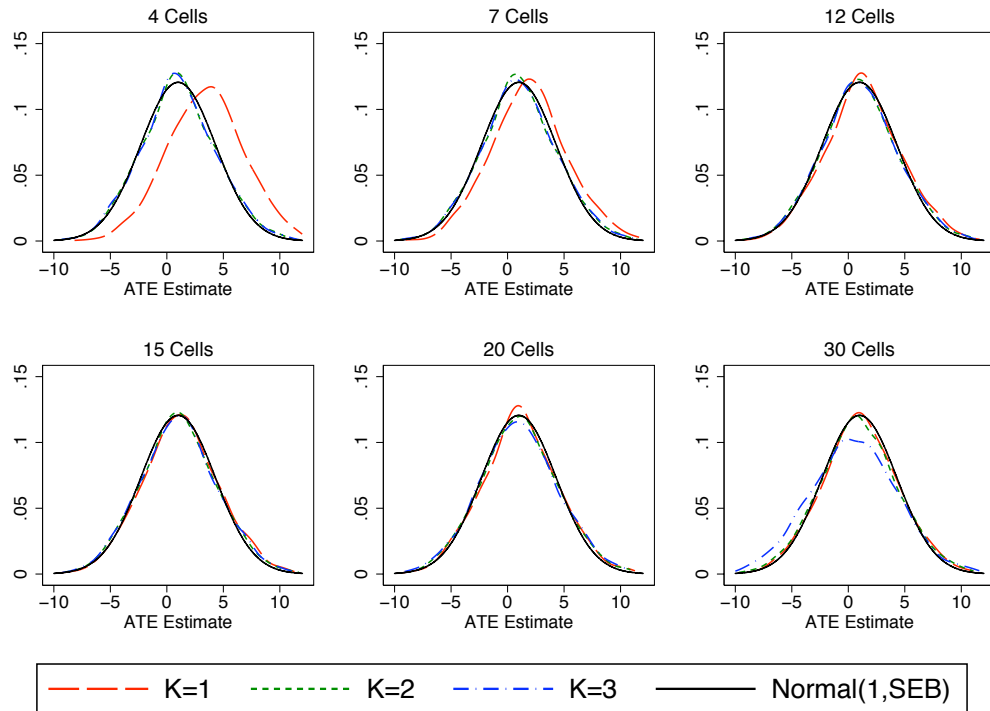 4 Cells
7 Cells
12 Cells
.15
.1
.05
0
.15
.1
.05
0
.15
.1
.05
0
−10 −5 0 5 10
−10 −5 0 5 10
−10 −5 0 5 10
ATE Estimate
ATE Estimate
ATE Estimate
15 Cells
20 Cells
30 Cells
.15
.1
.05
0
.15
.1
.05
0
.15
.1
.05
0
−10 −5 0 5 10
−10 −5 0 5 10
−10 −5 0 5 10
ATE Estimate
ATE Estimate
ATE Estimate
K=1 K=2 K=3 Normal(1,SEB)